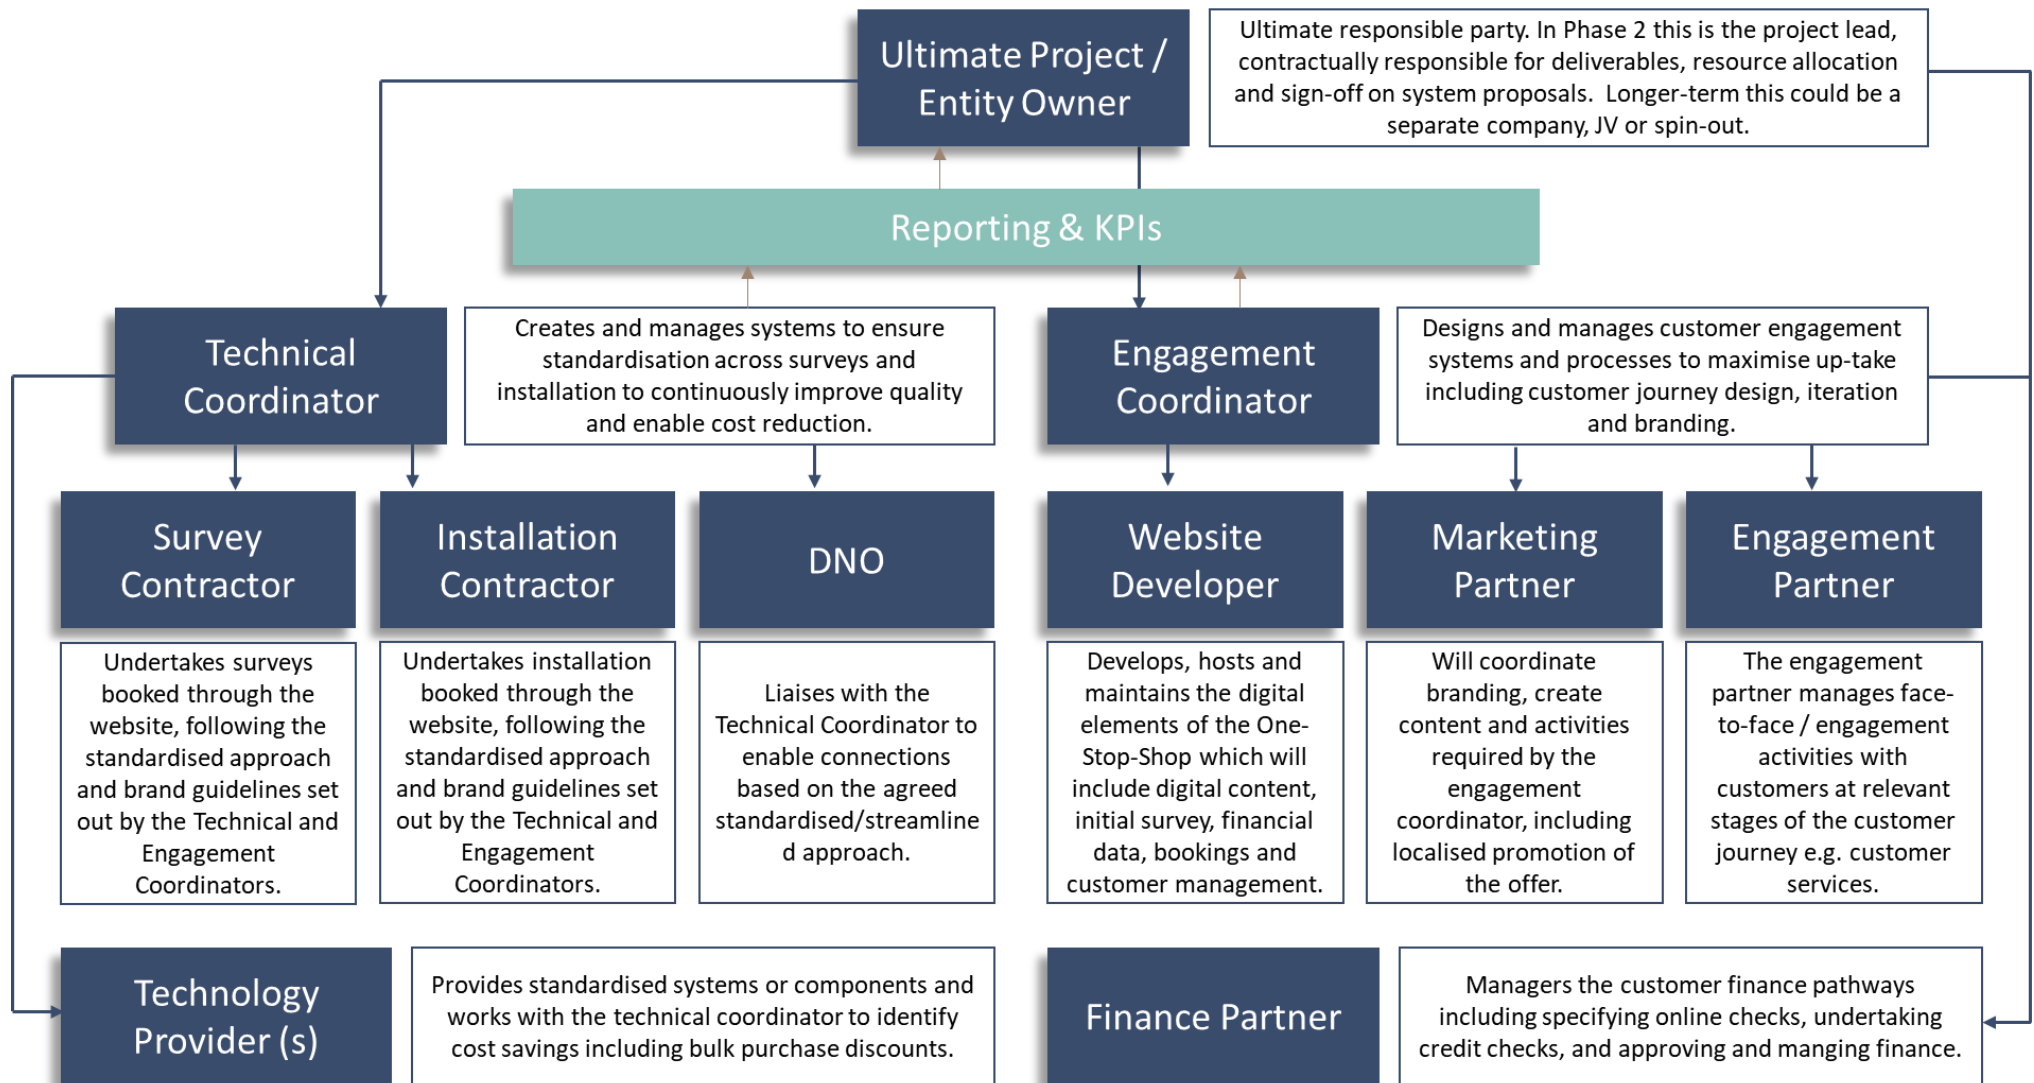 Ultimate Project /
Entity Owner
Ultimate responsible party. In Phase 2 this is the project lead,
contractually responsible for deliverables, resource allocation
and sign-off on system proposals. Longer-term this could be a
separate company, JV or spin-out.
Reporting & KPIs
Technical
Coordinator
Creates and manages systems to ensure
standardisation across surveys and
installation to continuously improve quality
and enable cost reduction.
Engagement
Coordinator
Designs and manages customer engagement
systems and processes to maximise up-take
including customer journey design, iteration
and branding.
Survey
Contractor
Undertakes surveys
booked through the
website, following the
standardised approach
and brand guidelines set
out by the Technical and
Engagement
Coordinators.
Installation
Contractor
Undertakes installation
booked through the
website, following the
standardised approach
and brand guidelines set
out by the Technical and
Engagement
Coordinators.
DNO
Liaises with the
Technical Coordinator to
enable connections
based on the agreed
standardised/streamline
d approach.
Website
Developer
Develops, hosts and
maintains the digital
elements of the One-
Stop-Shop which will
include digital content,
initial survey, financial
data, bookings and
customer management.
Marketing
Partner
Will coordinate
branding, create
content and activities
required by the
engagement
coordinator, including
localised promotion of
the offer.
Engagement
Partner
The engagement
partner manages face-
to-face / engagement
activities with
customers at relevant
stages of the customer
journey e.g. customer
services.
Technology
Provider (s)
Provides standardised systems or components and
works with the technical coordinator to identify
cost savings including bulk purchase discounts.
Finance Partner
Managers the customer finance pathways
including specifying online checks, undertaking
credit checks, and approving and manging finance.